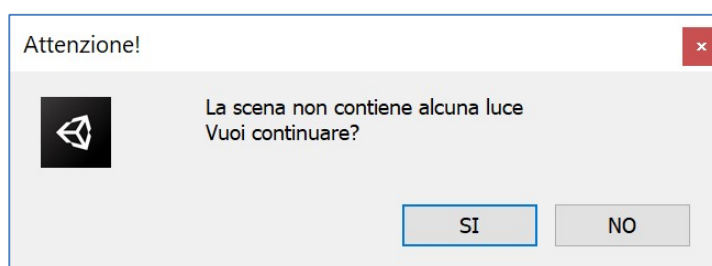 Attenzione!
x
La scena non contiene alcuna luce
Vuoi continuare?
SI
NO